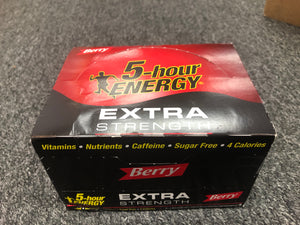 Berry
5-hour
ENERGY
EXTRA
STRENGTH
Vitamins • Nutrients • Caffeine • Sugar Free • 4 Calories
Berry
5-hour
ENERGY
EXTRA
STRENGTH
Berry